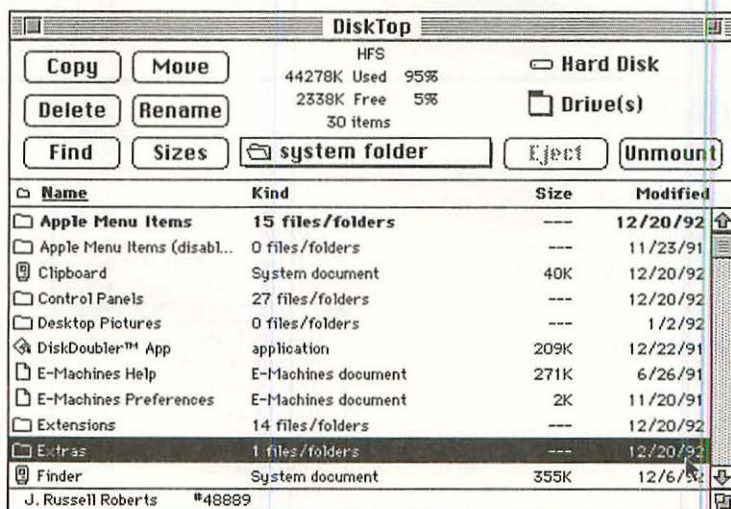 DiskTop
Copy Move
HFS
44278K Used 95%
Hard Disk
Delete Rename
2338K Free 5%
Drive(s)
30 items
Find Sizes
system folder
Eject Unmount
Name Kind Size Modified
Apple Menu Items 15 files/folders --- 12/20/92
Apple Menu Items (disabl... 0 files/folders --- 11/23/91
Clipboard System document 40K 12/20/92
Control Panels 27 files/folders --- 12/20/92
Desktop Pictures 0 files/folders --- 1/2/92
DiskDoubler™ App application 209K 12/22/91
E-Machines Help E-Machines document 271K 6/26/91
E-Machines Preferences E-Machines document 2K 11/20/91
Extensions 14 files/folders --- 12/20/92
Extras 1 files/folders --- 12/20/92
Finder System document 355K 12/6/92
J. Russell Roberts #48889